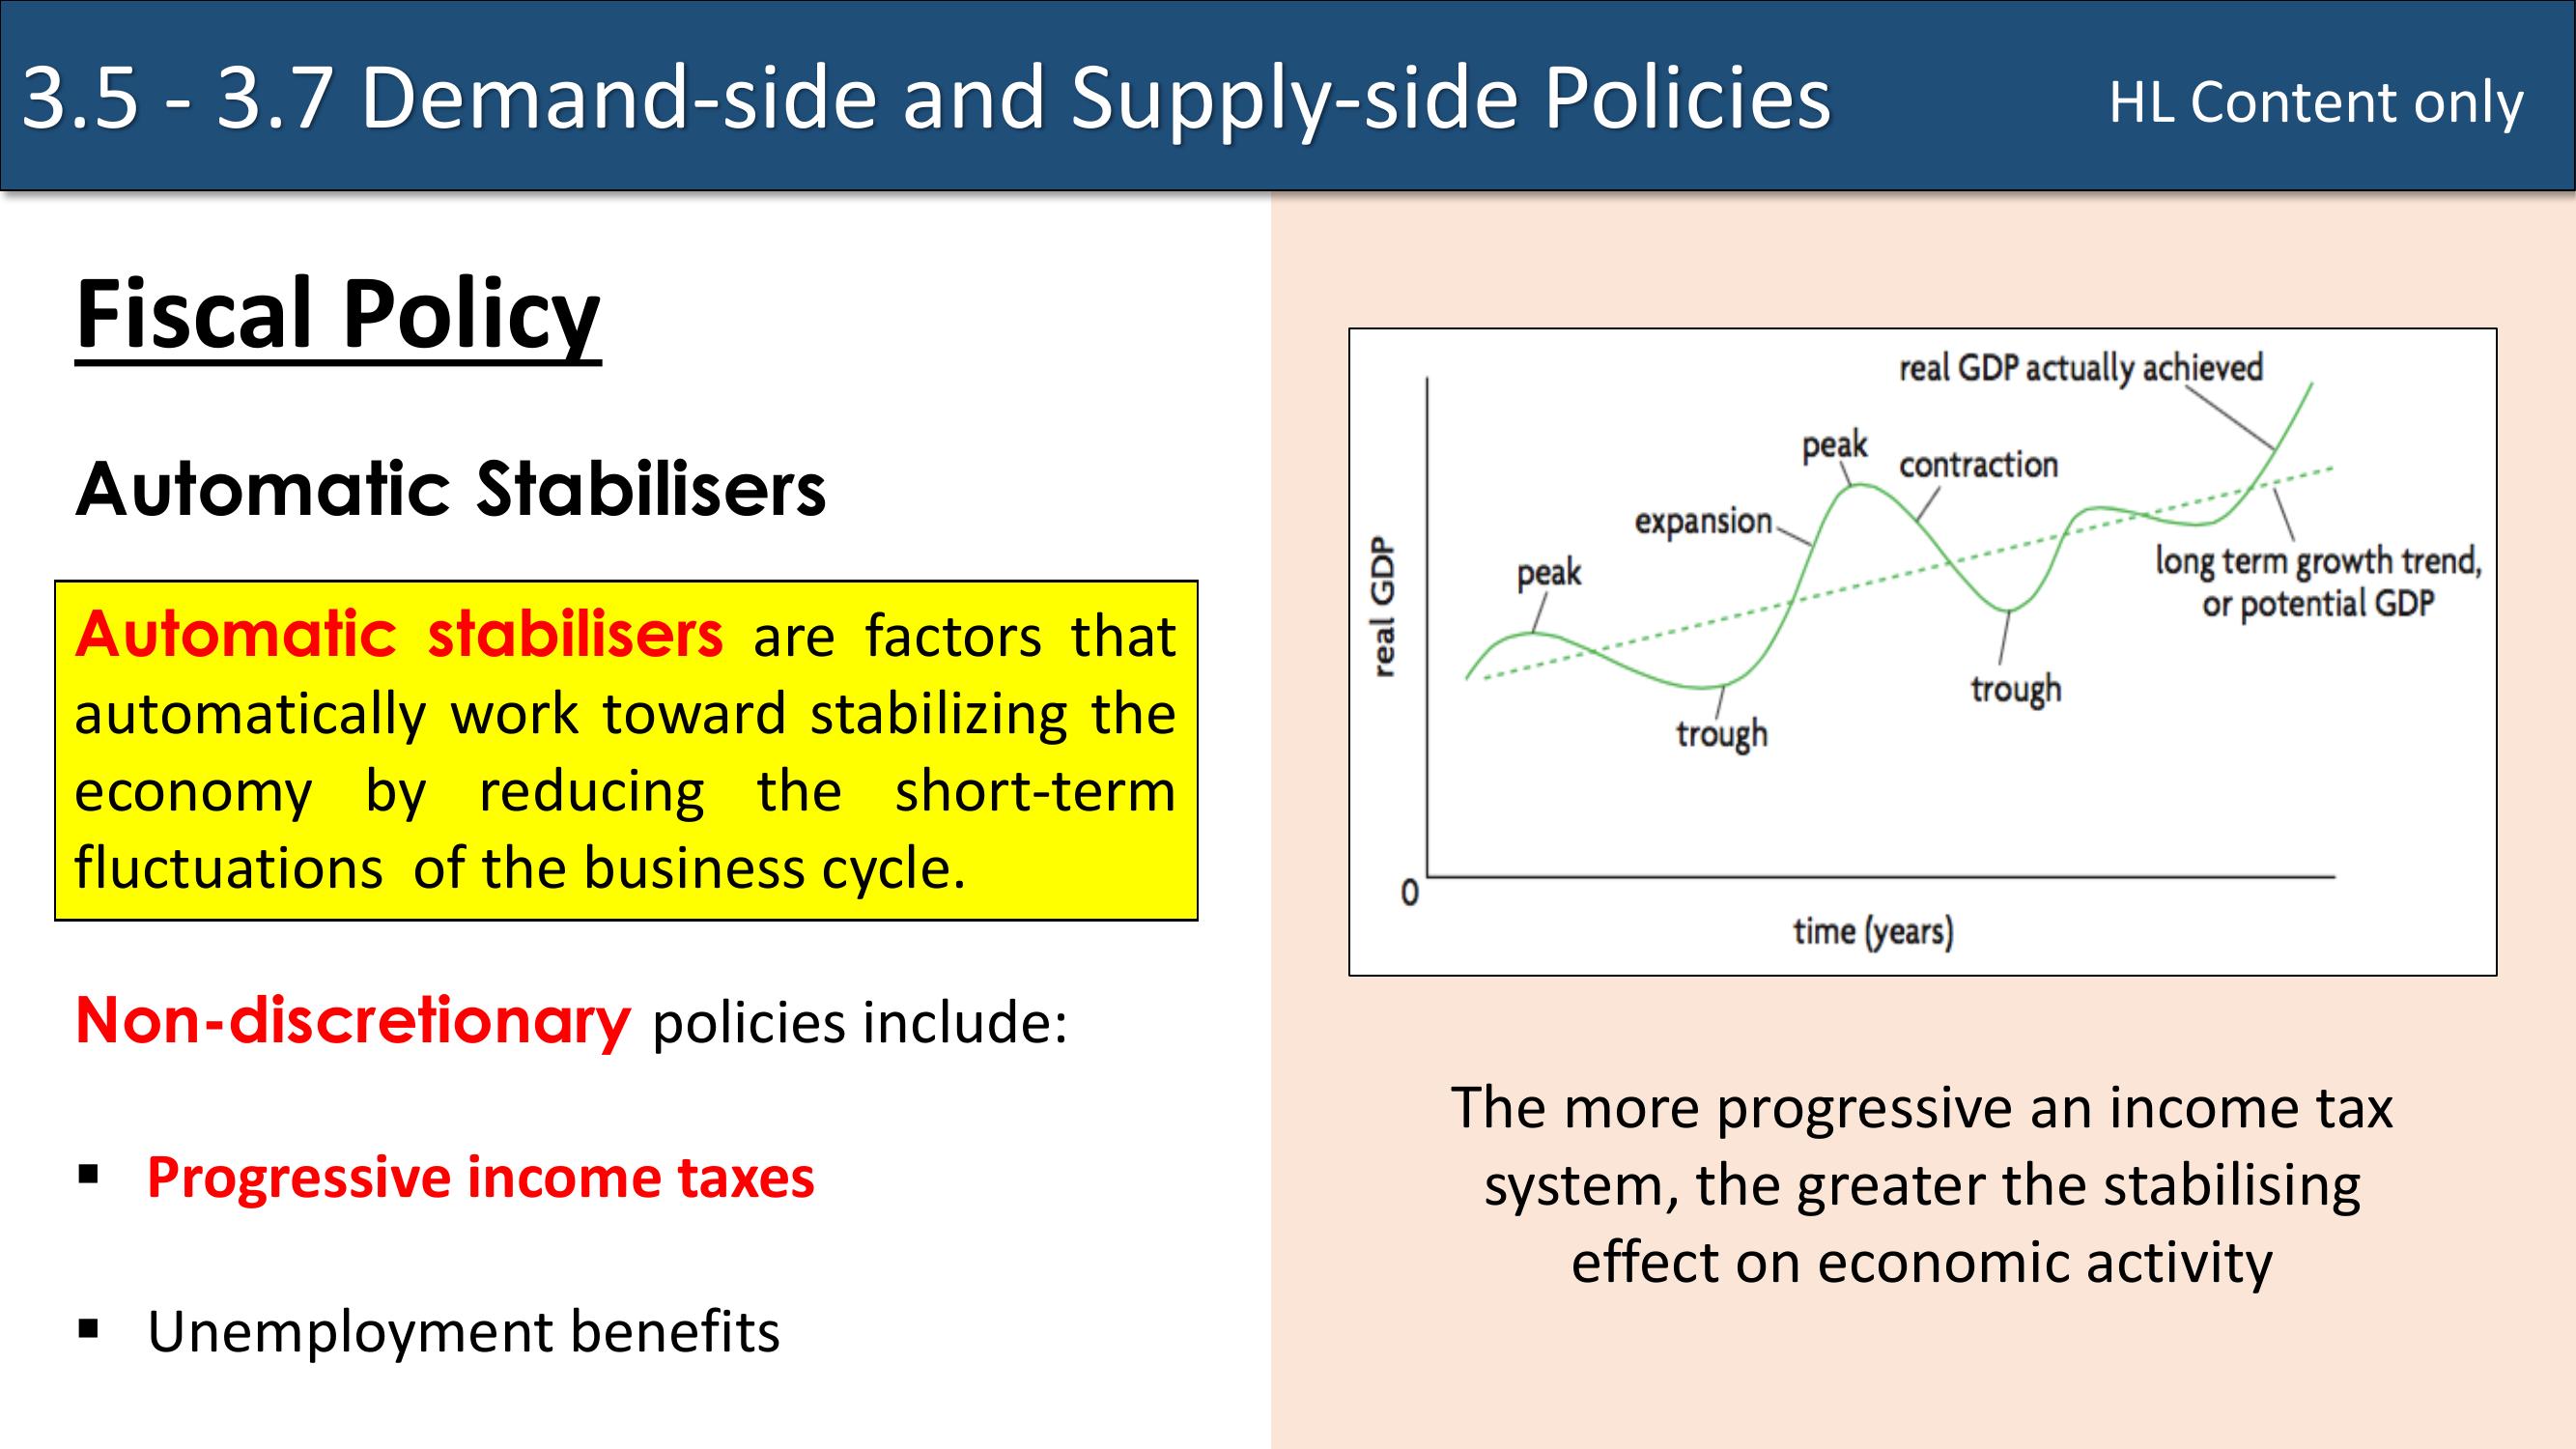 3.5 - 3.7 Demand-side and Supply-side Policies
HL Content only
Fiscal Policy
Automatic Stabilisers
Automatic stabilisers are factors that
automatically work toward stabilizing the
economy by reducing the short-term
fluctuations of the business cycle.
Non-discretionary policies include:
▪ Progressive income taxes
▪ Unemployment benefits
real GDP actually achieved
peak
contraction
expansion
peak
long term growth trend,
or potential GDP
trough
trough
real GDP
0
time (years)
The more progressive an income tax
system, the greater the stabilising
effect on economic activity